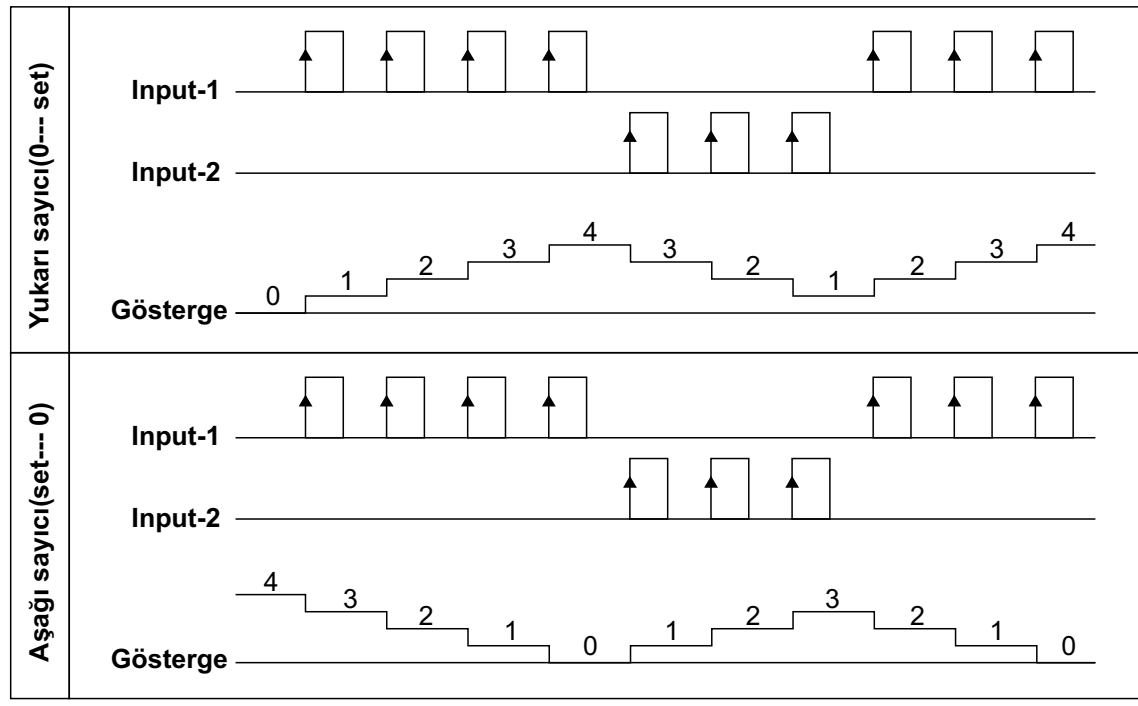 Yukarı sayıcı(0--- set)
Input-1
Input-2
0 1 2 3 4 3 2 1 2 3 4
Gösterge
Aşağı sayıcı(set--- 0)
Input-1
Input-2
4 3 2 1 0 1 2 3 2 1 0
Gösterge